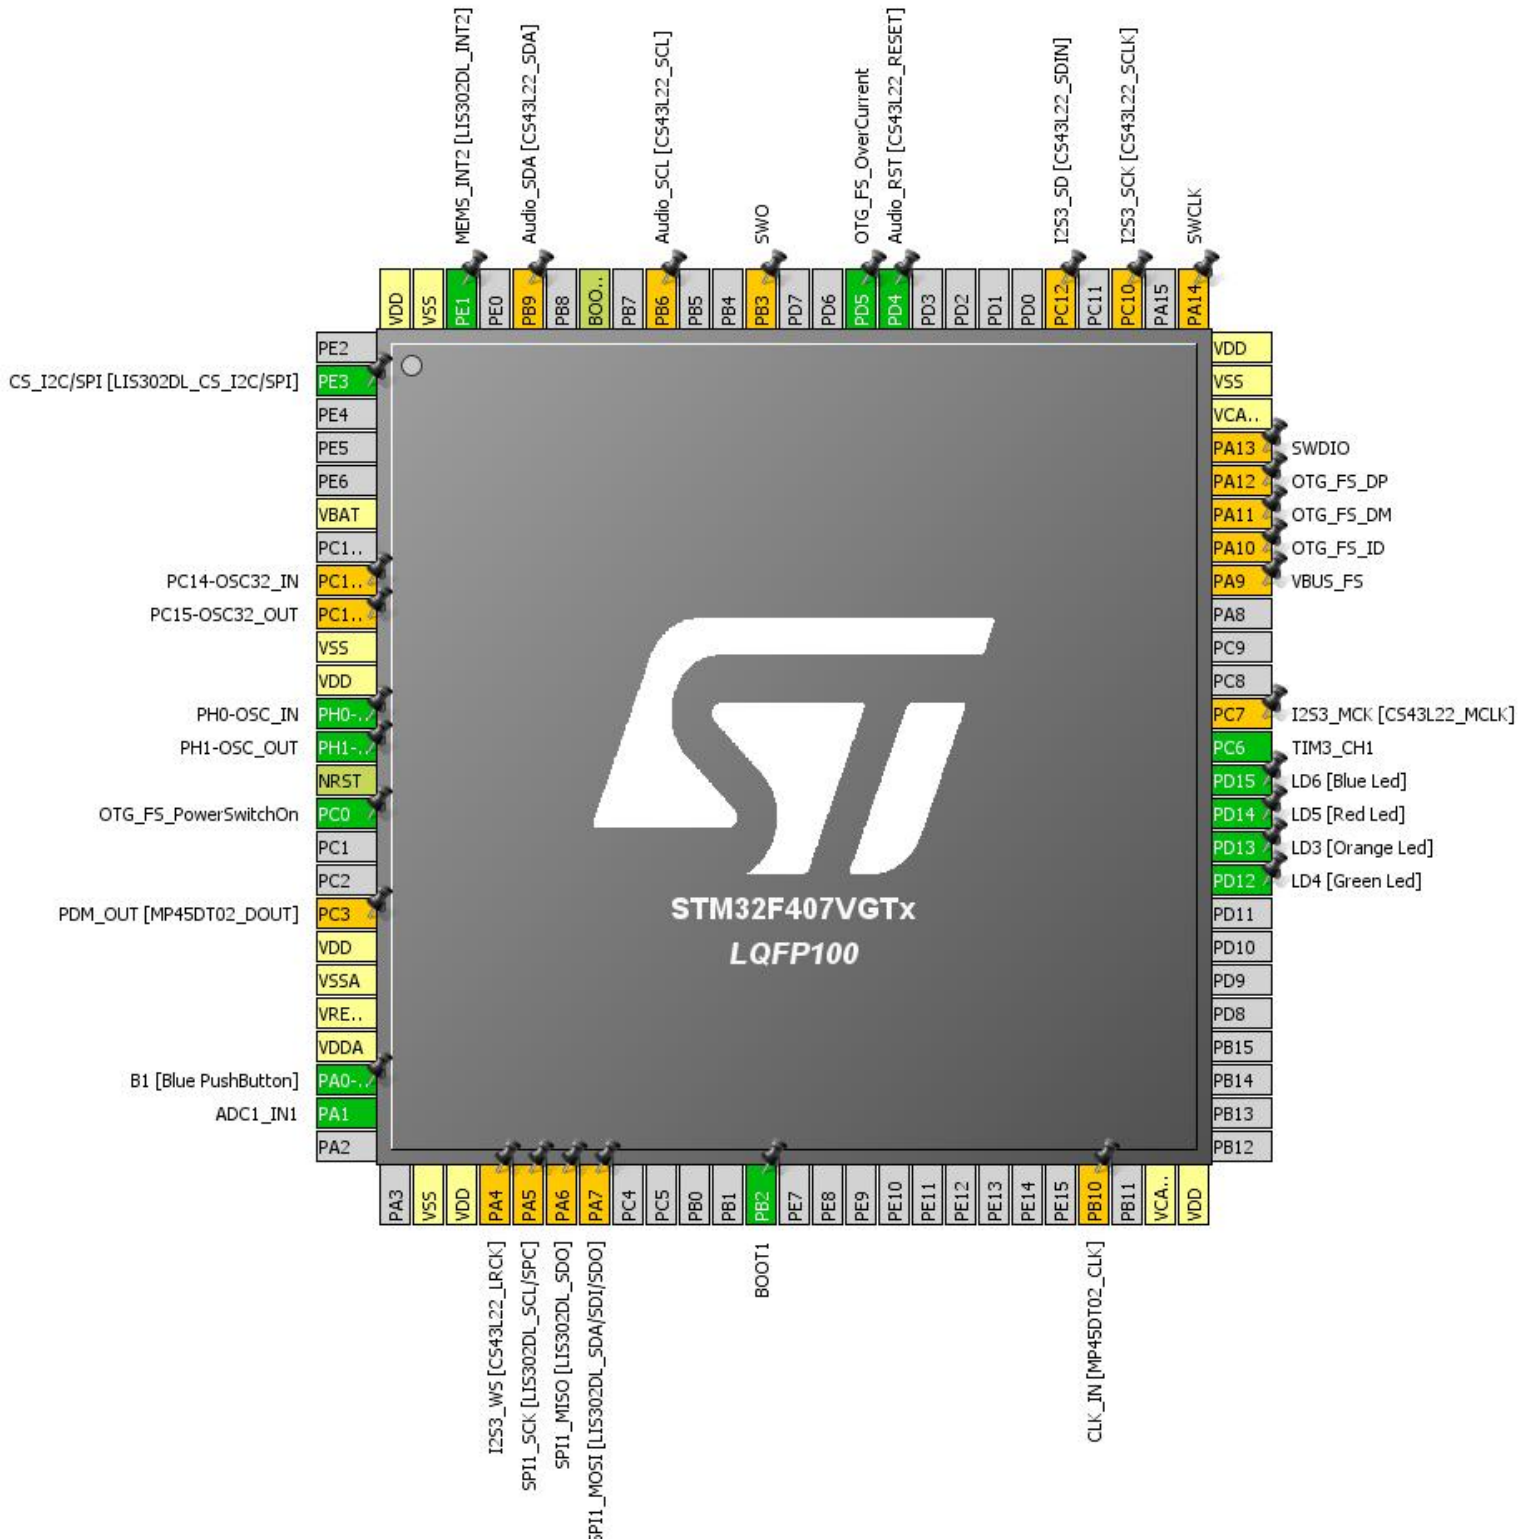 MEMS_INT2 [LIS302DL_INT2]
Audio_SDA [CS43L22_SDA]
Audio_SCL [CS43L22_SCL]
SWO
OTG_FS_OverCurrent
Audio_RST [CS43L22_RESET]
I2S3_SD [CS43L22_SDIN]
I2S3_SCK [CS43L22_SCLK]
SWCLK
VDD
VSS
PE1
PE0
PB9
PB8
BOO..
PB7
PB6
PB5
PB4
PB3
PD7
PD6
PD5
PD4
PD3
PD2
PD1
PD0
PC12
PC11
PC10
PA15
PA14
PE2
CS_I2C/SPI [LIS302DL_CS_I2C/SPI] PE3
PE4
PE5
PE6
VBAT
PC1..
PC14-OSC32_IN PC1..
PC15-OSC32_OUT PC1..
VSS
VDD
PH0-OSC_IN PH0-..
PH1-OSC_OUT PH1-..
NRST
OTG_FS_PowerSwitchOn PC0
PC1
PC2
PDM_OUT [MP45DT02_DOUT] PC3
VDD
VSSA
VRE..
VDDA
B1 [Blue PushButton] PA0-..
ADC1_IN1 PA1
PA2
STM32F407VGTx
LQFP100
VDD
VSS
VCA..
PA13 SWDIO
PA12 OTG_FS_DP
PA11 OTG_FS_DM
PA10 OTG_FS_ID
PA9 VBUS_FS
PA8
PC9
PC8
PC7 I2S3_MCK [CS43L22_MCLK]
PC6 TIM3_CH1
PD15 LD6 [Blue Led]
PD14 LD5 [Red Led]
PD13 LD3 [Orange Led]
PD12 LD4 [Green Led]
PD11
PD10
PD9
PD8
PB15
PB14
PB13
PB12
PA3
VSS
VDD
PA4
PA5
PA6
PA7
PC4
PC5
PB0
PB1
PB2
PE7
PE8
PE9
PE10
PE11
PE12
PE13
PE14
PE15
PB10
PB11
VCA..
VDD
I2S3_WS [CS43L22_LRCK]
SPI1_SCK [LIS302DL_SCL/SPC]
SPI1_MISO [LIS302DL_SDO]
SPI1_MOSI [LIS302DL_SDA/SDI/SDO]
BOOT1
CLK_IN [MP45DT02_CLK]